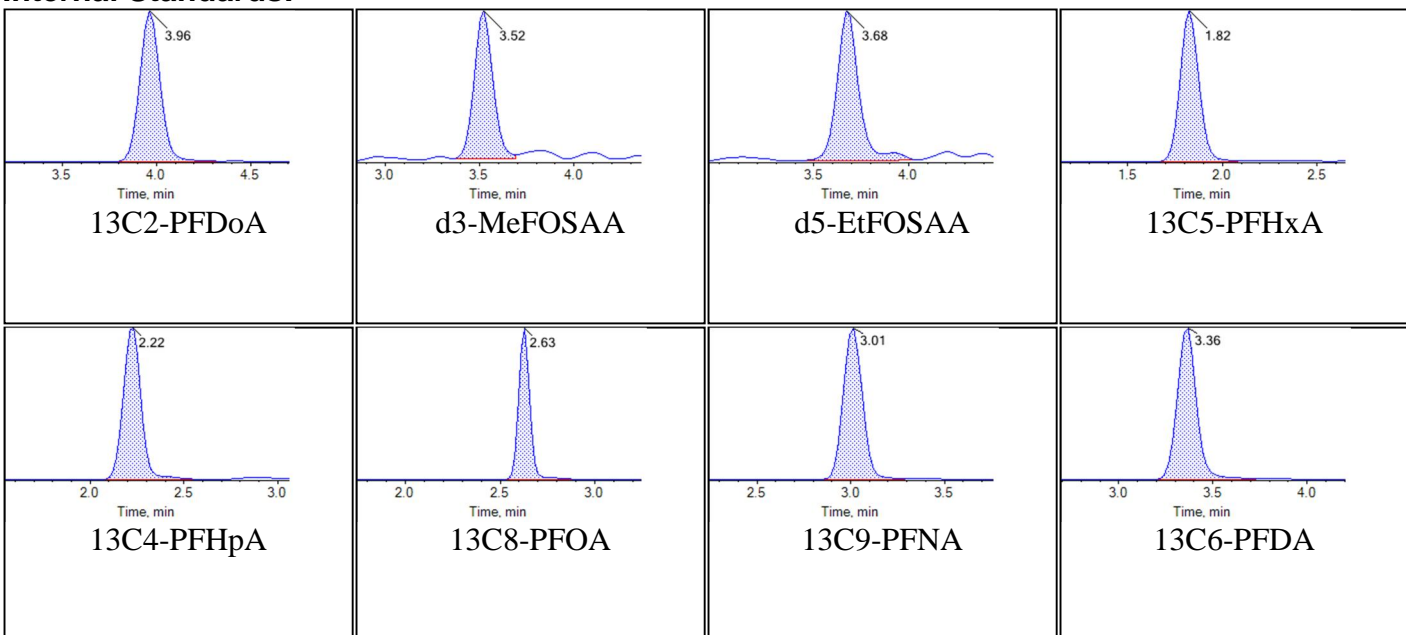 Internal Standards:
3.96
3.5 4.0 4.5
Time, min
13C2-PFDoA
3.52
3.0 3.5 4.0
Time, min
d3-MeFOSAA
3.68
3.5 4.0
Time, min
d5-EtFOSAA
1.82
1.5 2.0 2.5
Time, min
13C5-PFHxA
2.22
2.0 2.5 3.0
Time, min
13C4-PFHpA
2.63
2.0 2.5 3.0
Time, min
13C8-PFOA
3.01
2.5 3.0 3.5
Time, min
13C9-PFNA
3.36
3.0 3.5 4.0
Time, min
13C6-PFDA